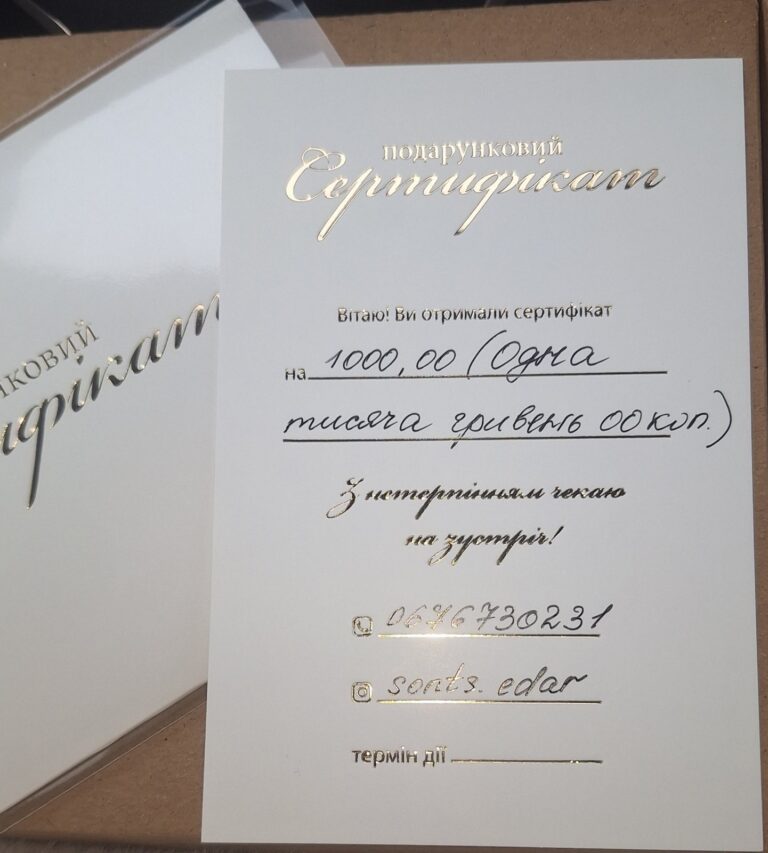 подарунковий
Сертифікат
Вітаю! Ви отримали сертифікат
на 1000,00 (Одна
тисяча гривень 00 коп.)
З нетерпінням чекаю
на зустріч!
0676730231
sonts.edar
термін дії
ковий
ифікат